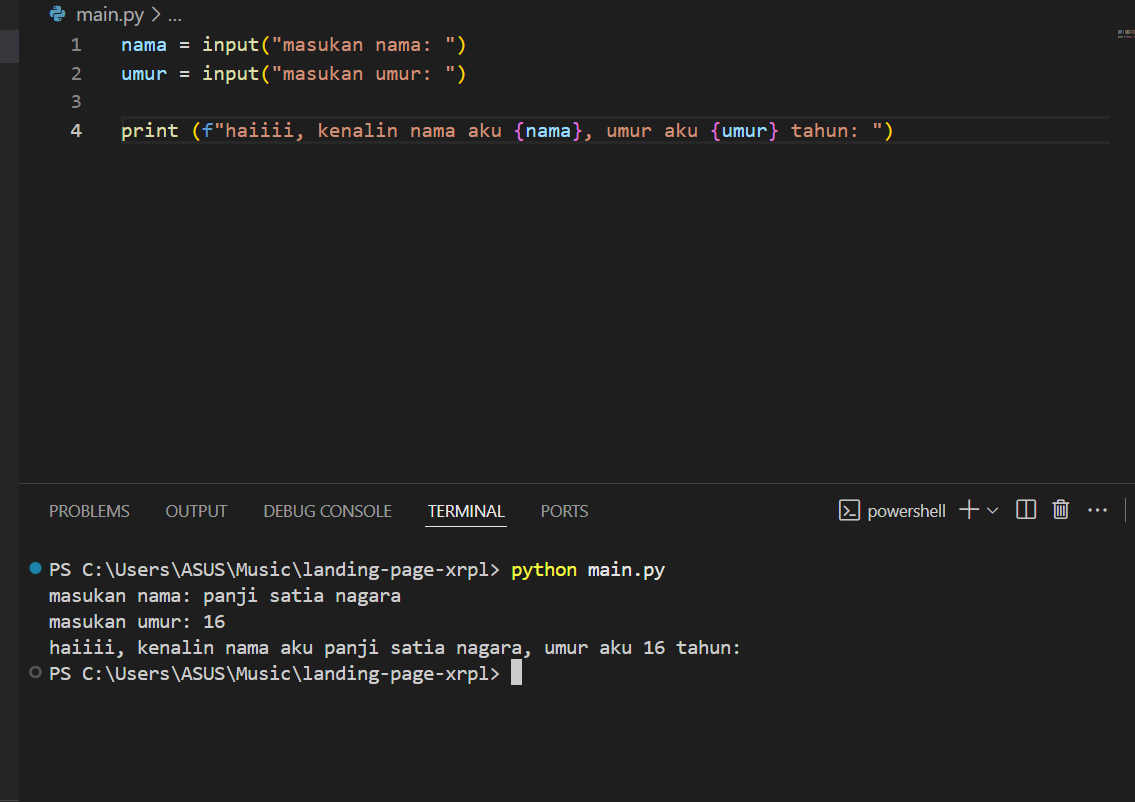 main.py > ...
1 nama = input("masukan nama: ")
2 umur = input("masukan umur: ")
3
4 print (f"haiiii, kenalin nama aku {nama}, umur aku {umur} tahun: ")
PROBLEMS OUTPUT DEBUG CONSOLE TERMINAL PORTS powershell
PS C:\Users\ASUS\Music\landing-page-xrpl> python main.py
masukan nama: panji satia nagara
masukan umur: 16
haiiii, kenalin nama aku panji satia nagara, umur aku 16 tahun:
PS C:\Users\ASUS\Music\landing-page-xrpl>